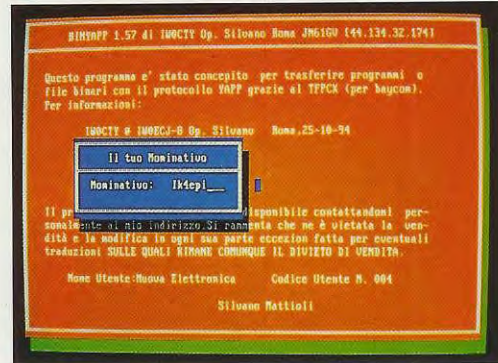 BINYAPP 1.57 di IW0CTY Op. Silvano Roma JN61GV [44.134.32.174]
Questo programma e' stato concepito per trasferire programmi o
file binari con il protocollo YAPP grazie al TFPCX (per baycom).
Per informazioni:
IW0CTY @ IW0ECJ-8 Op. Silvano Roma,25-10-94
Il tuo Nominativo
Nominativo: Ik4epi__
Il pr disponibile contattandomi per-
sonalmente al mio indirizzo.Si rammenta che ne è vietata la ven-
dità e la modifica in ogni sua parte eccezion fatta per eventuali
traduzioni SULLE QUALI RIMANE COMUNQUE IL DIVIETO DI VENDITA.
Nome Utente:Nuova Elettronica Codice Utente N. 004
Silvano Mattioli